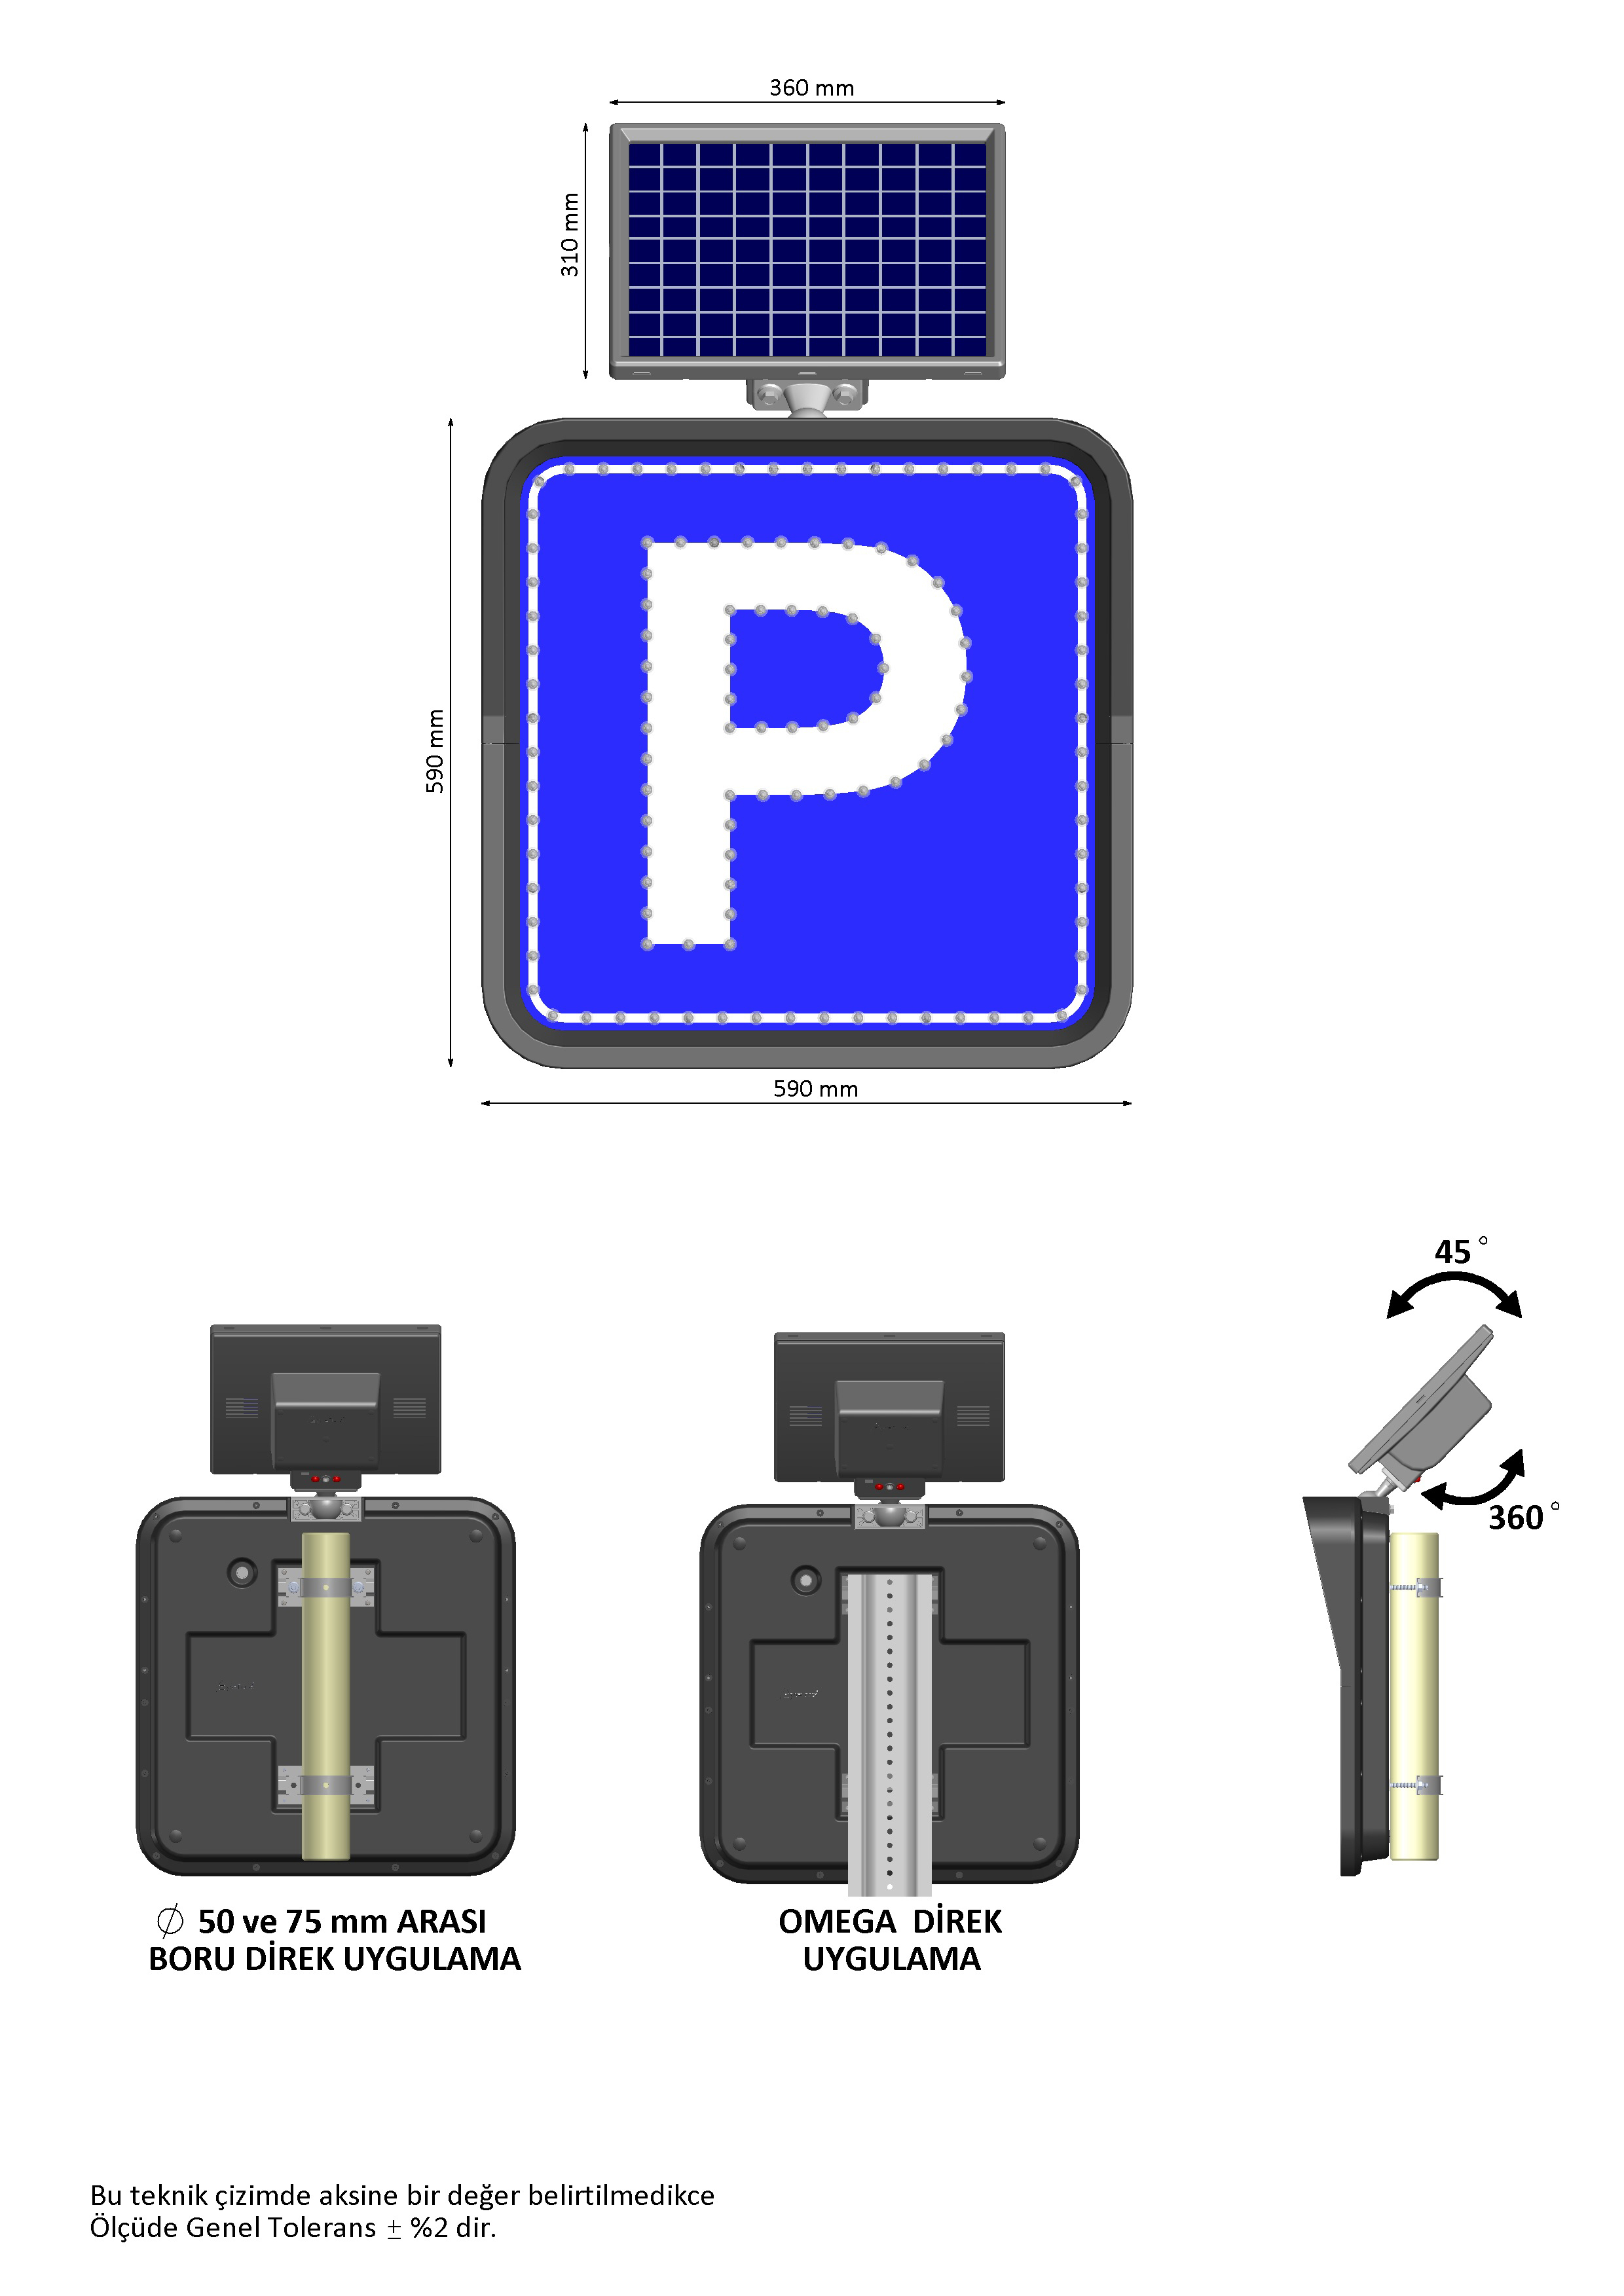 360 mm
310 mm
P
590 mm
590 mm
45°
360°
∅ 50 ve 75 mm ARASI
BORU DİREK UYGULAMA
OMEGA DİREK
UYGULAMA
Bu teknik çizimde aksine bir değer belirtilmedikce
Ölçüde Genel Tolerans ± %2 dir.